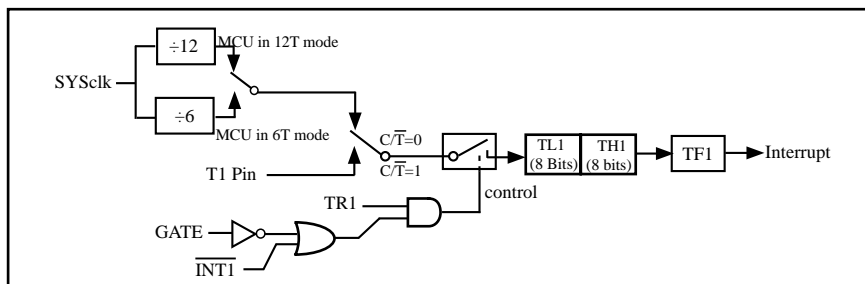 ÷12
MCU in 12T mode
SYSclk
÷6
MCU in 6T mode
C/T̅=0
C/T̅=1
T1 Pin
TL1
(8 Bits)
TH1
(8 bits)
TF1
Interrupt
control
TR1
GATE
I̅N̅T̅1̅